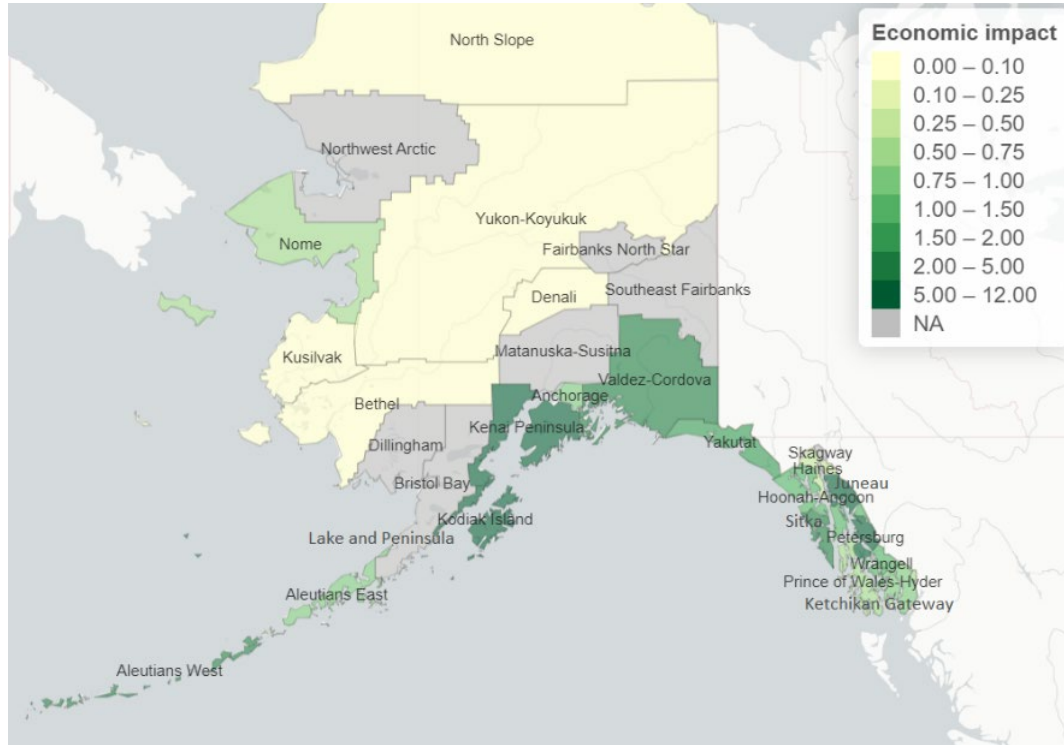 North Slope
Economic impact
0.00 – 0.10
0.10 – 0.25
0.25 – 0.50
0.50 – 0.75
0.75 – 1.00
1.00 – 1.50
1.50 – 2.00
2.00 – 5.00
5.00 – 12.00
NA
Northwest Arctic
Yukon-Koyukuk
Nome
Fairbanks North Star
Southeast Fairbanks
Denali
Kusilvak
Matanuska-Susitna
Valdez-Cordova
Bethel
Anchorage
Kenai Peninsula
Dillingham
Yakutat
Skagway
Haines
Bristol Bay
Juneau
Hoonah-Angoon
Kodiak Island
Sitka
Lake and Peninsula
Petersburg
Wrangell
Prince of Wales-Hyder
Aleutians East
Ketchikan Gateway
Aleutians West